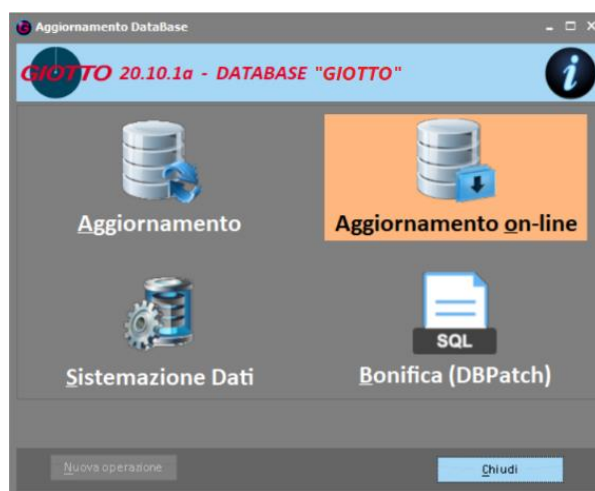 Aggiornamento DataBase
GIOTTO 20.10.1a - DATABASE "GIOTTO"
i
Aggiornamento
Aggiornamento on-line
SQL
Sistemazione Dati
Bonifica (DBPatch)
Nuova operazione
Chiudi